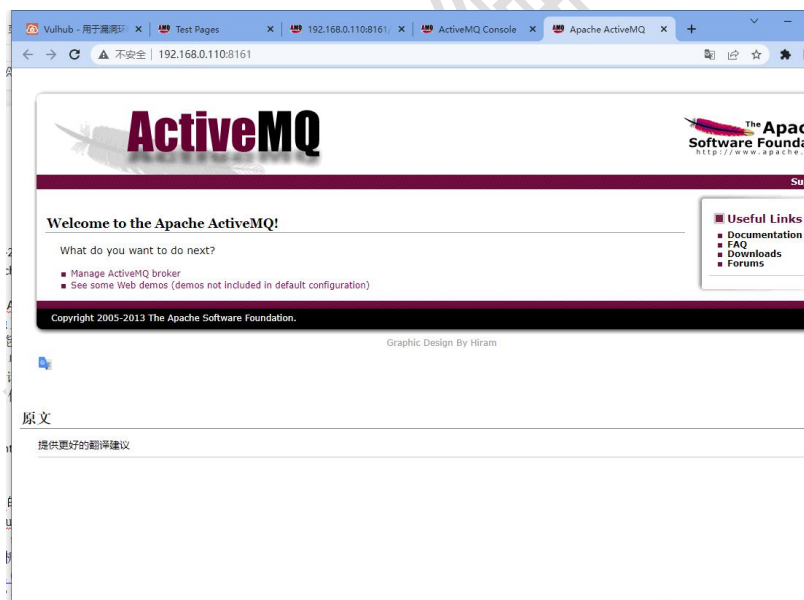 Vulhub - 用于漏洞环
Test Pages
192.168.0.110:8161/
ActiveMQ Console
Apache ActiveMQ
不安全 | 192.168.0.110:8161
ActiveMQ
The Apac
Software Founda
http://www.apache.
Su
Welcome to the Apache ActiveMQ!
What do you want to do next?
Manage ActiveMQ broker
See some Web demos (demos not included in default configuration)
Useful Links
Documentation
FAQ
Downloads
Forums
Copyright 2005-2013 The Apache Software Foundation.
Graphic Design By Hiram
原文
提供更好的翻译建议